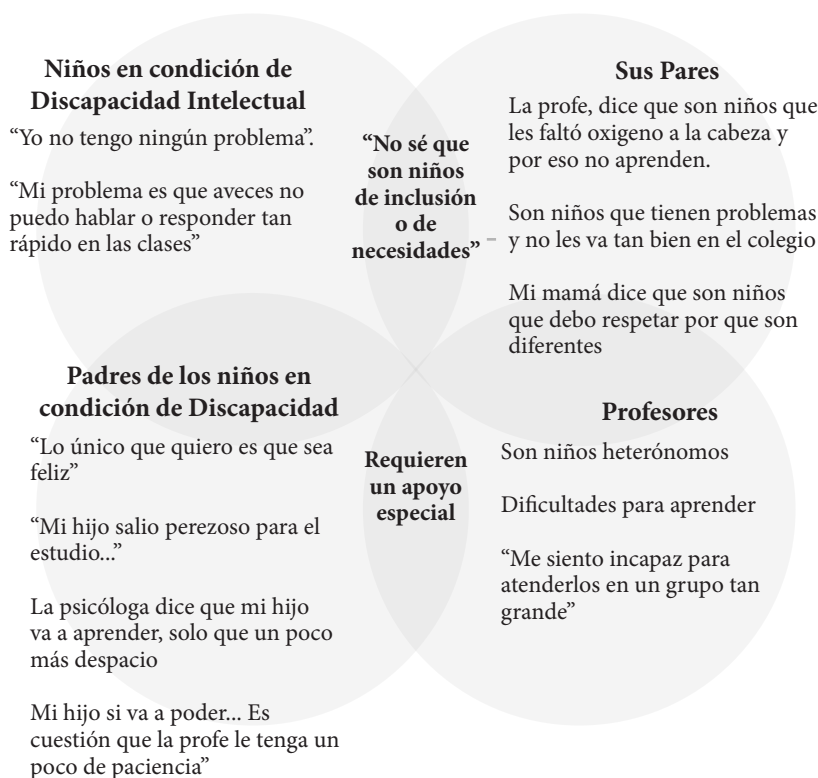 Niños en condición de
Discapacidad Intelectual
“Yo no tengo ningún problema”.
“Mi problema es que aveces no
puedo hablar o responder tan
rápido en las clases”
“No sé que
son niños
de inclusión
o de
necesidades” -
Sus Pares
La profe, dice que son niños que
les faltó oxigeno a la cabeza y
por eso no aprenden.
Son niños que tienen problemas
y no les va tan bien en el colegio
Mi mamá dice que son niños
que debo respetar por que son
diferentes
Padres de los niños en
condición de Discapacidad
“Lo único que quiero es que sea
feliz”
“Mi hijo salio perezoso para el
estudio...”
La psicóloga dice que mi hijo
va a aprender, solo que un poco
más despacio
Mi hijo si va a poder... Es
cuestión que la profe le tenga un
poco de paciencia”
Requieren
un apoyo
especial
Profesores
Son niños heterónomos
Dificultades para aprender
“Me siento incapaz para
atenderlos en un grupo tan
grande”